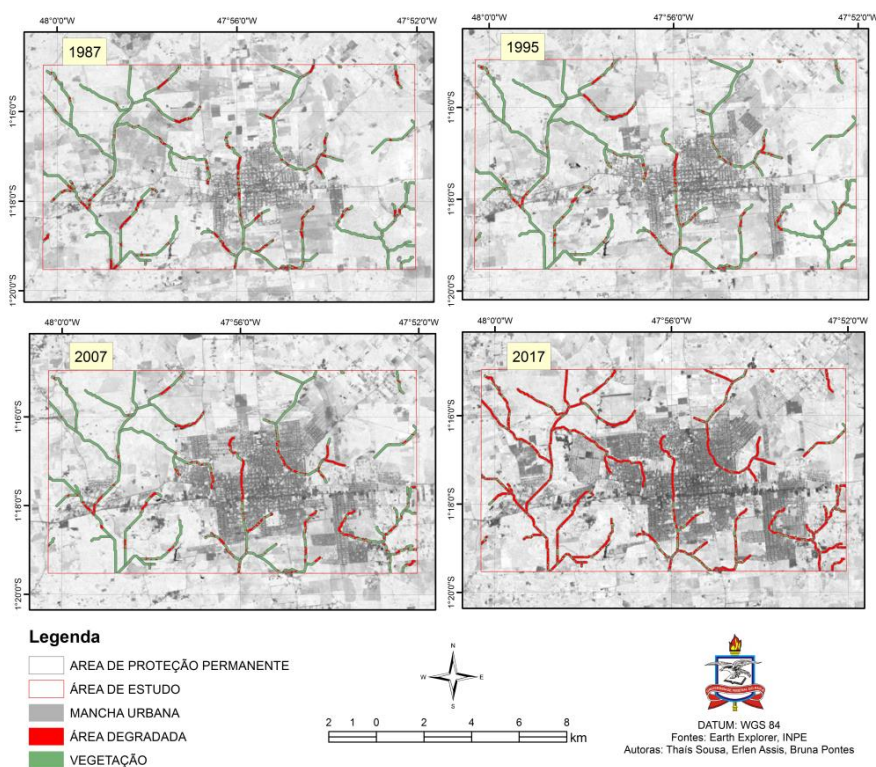 48°0'0"W 47°56'0"W 47°52'0"W
48°0'0"W 47°56'0"W 47°52'0"W
1987
1995
1°16'0"S
1°18'0"S
1°20'0"S
1°16'0"S
1°18'0"S
1°20'0"S
48°0'0"W 47°56'0"W 47°52'0"W
48°0'0"W 47°56'0"W 47°52'0"W
2007
2017
1°16'0"S
1°18'0"S
1°20'0"S
1°16'0"S
1°18'0"S
1°20'0"S
Legenda
AREA DE PROTEÇÃO PERMANENTE
ÁREA DE ESTUDO
MANCHA URBANA
ÁREA DEGRADADA
VEGETAÇÃO
N
W E
S
2 1 0 2 4 6 8
km
DATUM: WGS 84
Fontes: Earth Explorer, INPE
Autoras: Thaís Sousa, Erlen Assis, Bruna Pontes